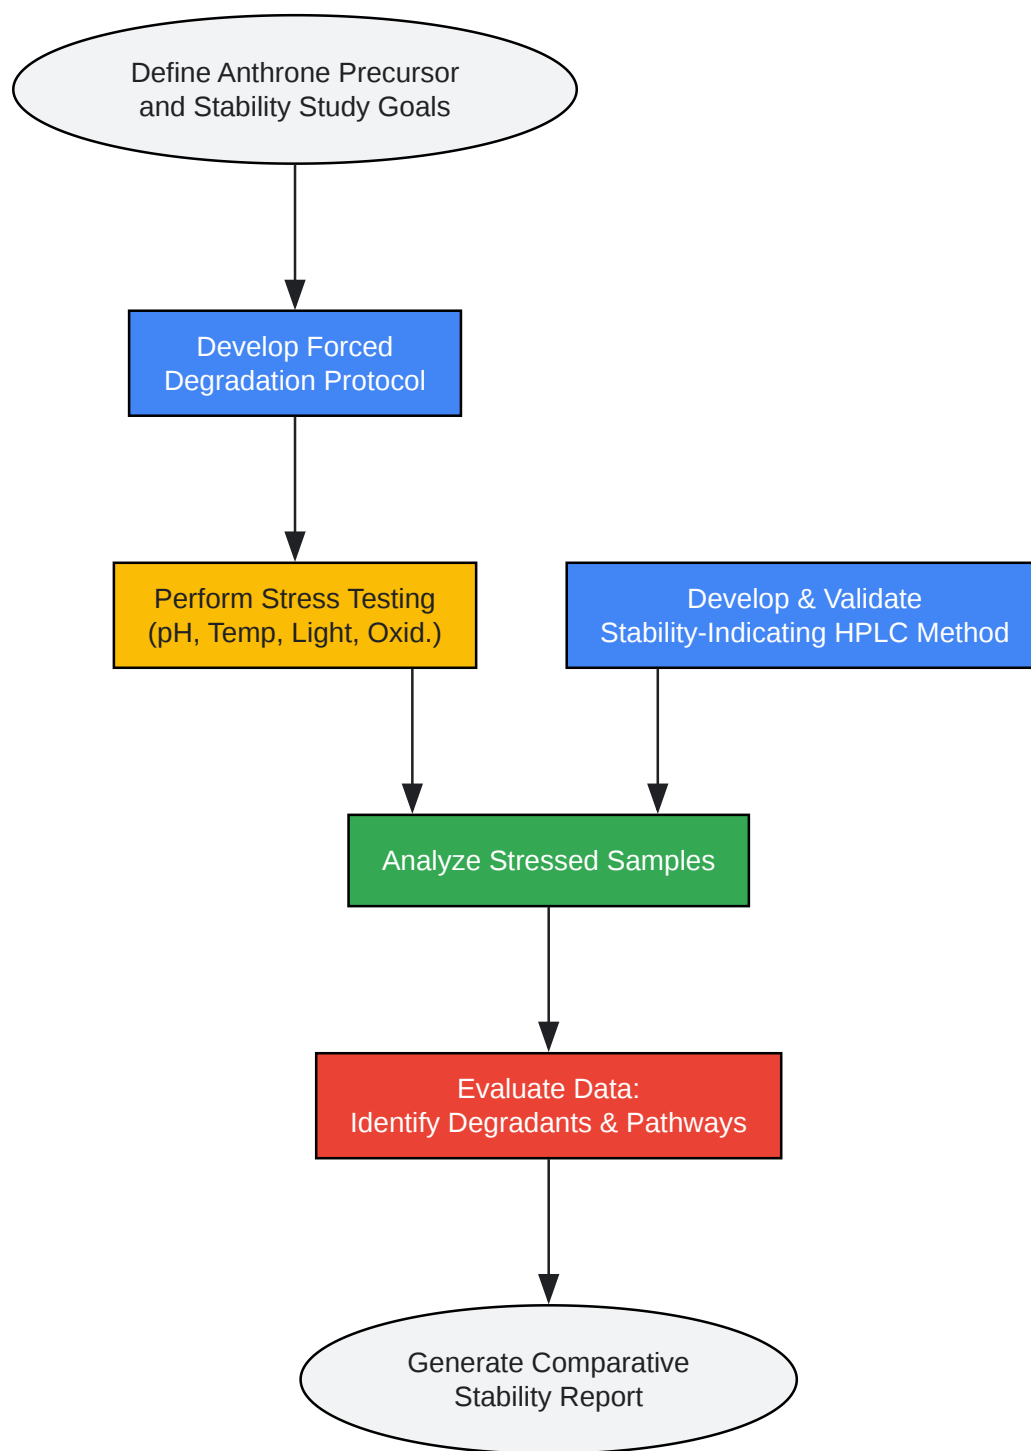 Define Anthrone Precursor
and Stability Study Goals
Develop Forced
Degradation Protocol
Perform Stress Testing
(pH, Temp, Light, Oxid.)
Develop & Validate
Stability-Indicating HPLC Method
Analyze Stressed Samples
Evaluate Data:
Identify Degradants & Pathways
Generate Comparative
Stability Report